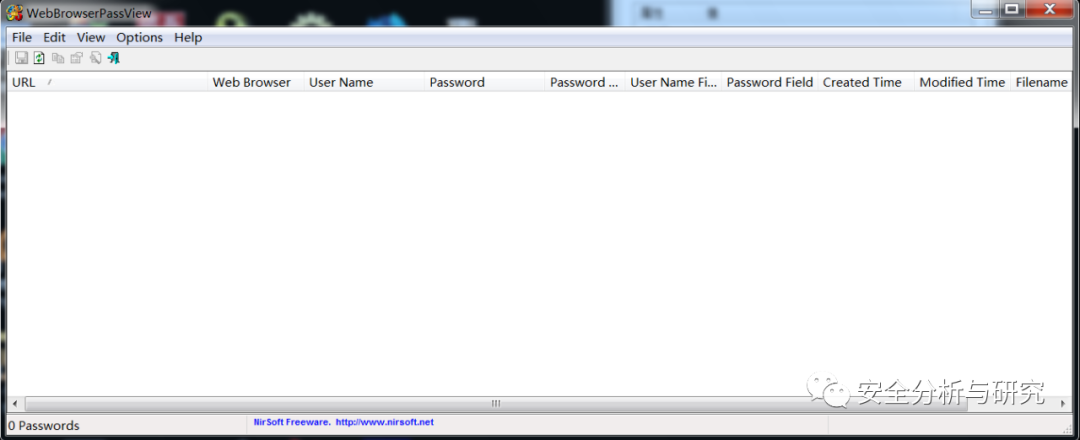 WebBrowserPassView
File Edit View Options Help
URL Web Browser User Name Password Password ... User Name Fi... Password Field Created Time Modified Time Filename
安全分析与研究
0 Passwords NirSoft Freeware. http://www.nirsoft.net